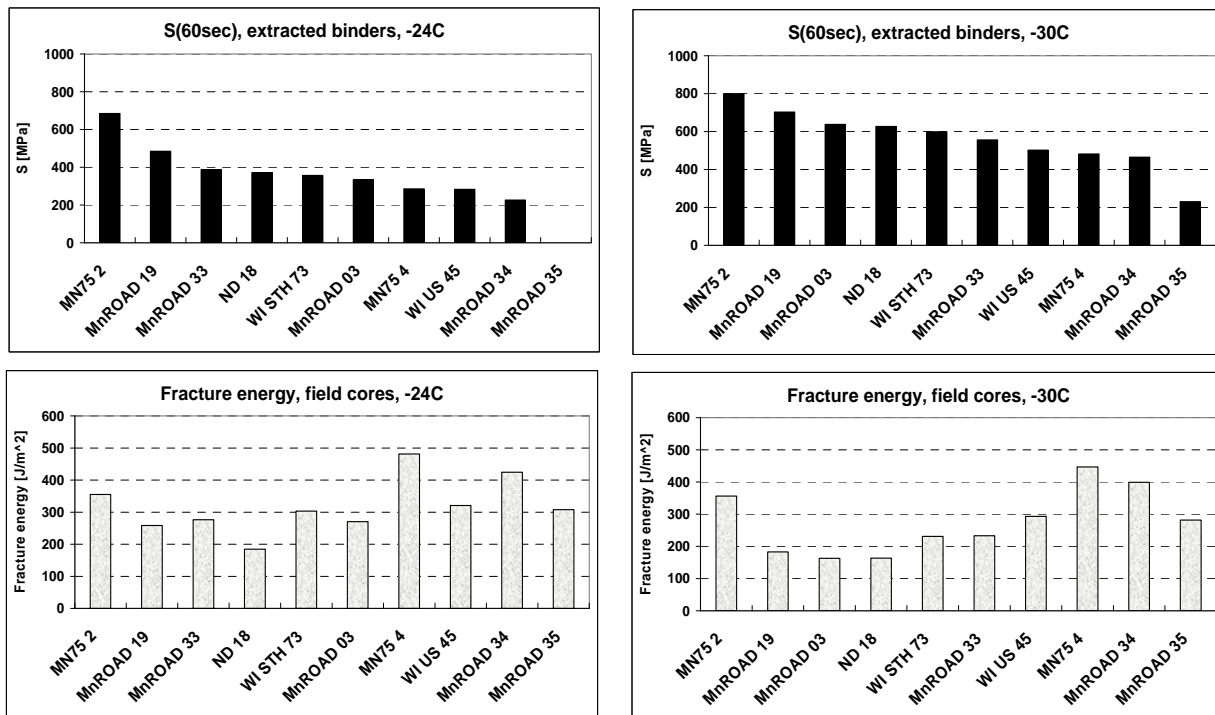 S(60sec), extracted binders, -24C
S [MPa]
1000
800
600
400
200
0
MN75 2
MnROAD 19
MnROAD 33
ND 18
WI STH 73
MnROAD 03
MN75 4
WI US 45
MnROAD 34
MnROAD 35
S(60sec), extracted binders, -30C
S [MPa]
1000
800
600
400
200
0
MN75 2
MnROAD 19
MnROAD 03
ND 18
WI STH 73
MnROAD 33
WI US 45
MN75 4
MnROAD 34
MnROAD 35
Fracture energy, field cores, -24C
Fracture energy [J/m^2]
600
500
400
300
200
100
0
MN75 2
MnROAD 19
MnROAD 33
ND 18
WI STH 73
MnROAD 03
MN75 4
WI US 45
MnROAD 34
MnROAD 35
Fracture energy, field cores, -30C
Fracture energy [J/m^2]
600
500
400
300
200
100
0
MN75 2
MnROAD 19
MnROAD 03
ND 18
WI STH 73
MnROAD 33
WI US 45
MN75 4
MnROAD 34
MnROAD 35